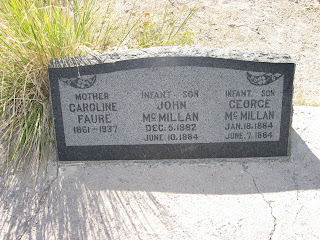 MOTHER
CAROLINE
FAURE
1861-1937
INFANT SON
JOHN
McMILLAN
DEC. 5, 1882
JUNE 10, 1884
INFANT SON
GEORGE
McMILLAN
JAN. 18, 1884
JUNE 7, 1884